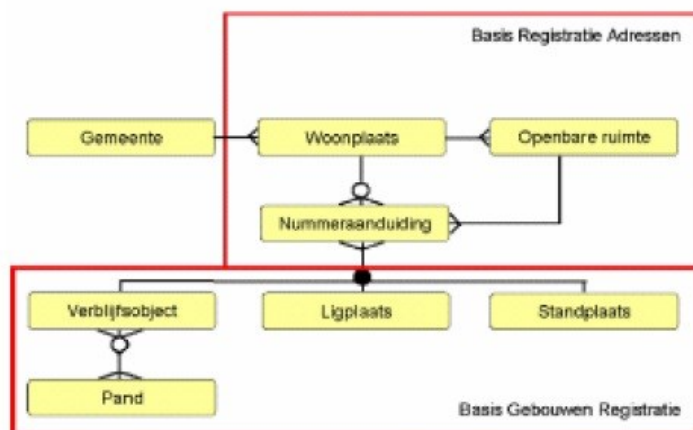 Basis Registratie Adressen
Gemeente
Woonplaats
Openbare ruimte
Nummeraanduiding
Verblijfsobject
Ligplaats
Standplaats
Pand
Basis Gebouwen Registratie